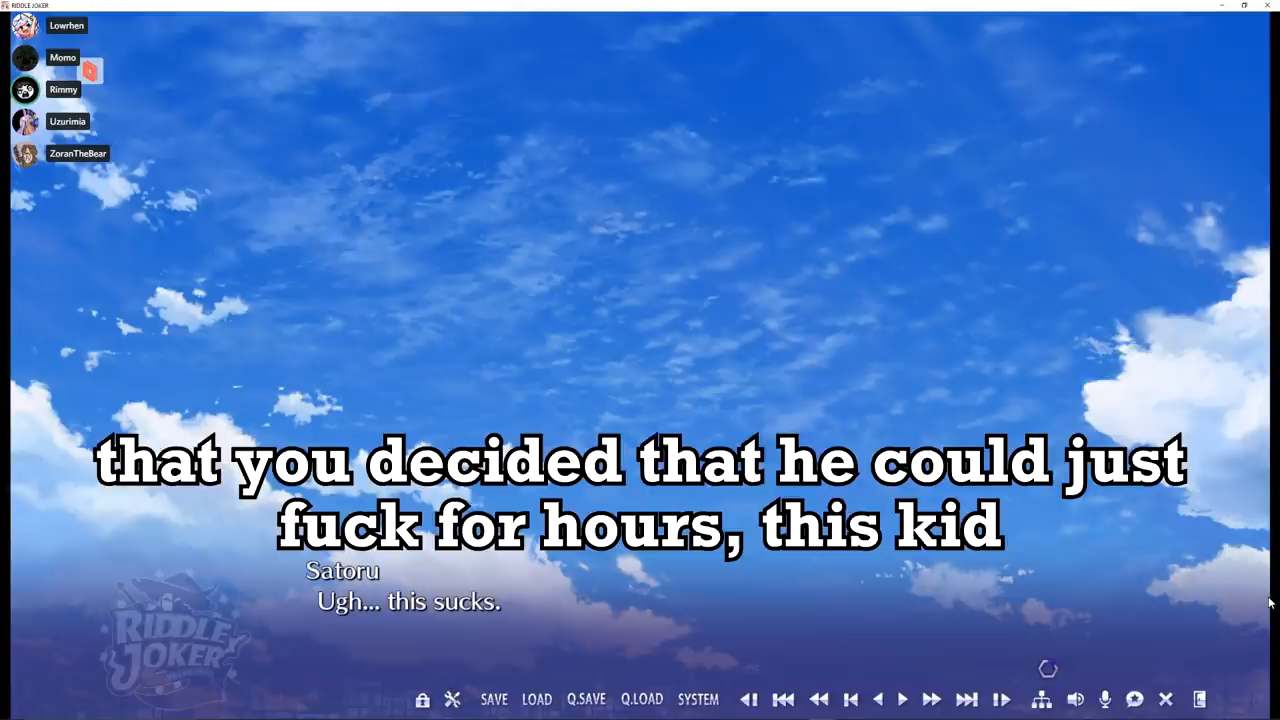 RIDDLE JOKER
Lowrhen
Momo
Rimmy
Uzurimia
ZoranTheBear
that you decided that he could just
fuck for hours, this kid
Satoru
Ugh... this sucks.
RIDDLE
JOKER
SAVE LOAD Q.SAVE Q.LOAD SYSTEM